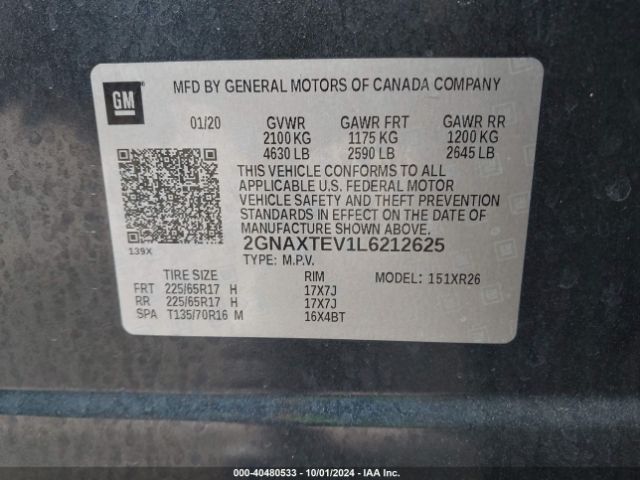 GM
MFD BY GENERAL MOTORS OF CANADA COMPANY
01/20 GVWR GAWR FRT GAWR RR
2100 KG 1175 KG 1200 KG
4630 LB 2590 LB 2645 LB
THIS VEHICLE CONFORMS TO ALL
APPLICABLE U.S. FEDERAL MOTOR
VEHICLE SAFETY AND THEFT PREVENTION
STANDARDS IN EFFECT ON THE DATE OF
MANUFACTURE SHOWN ABOVE.
2GNAXTEV1L6212625
139X
TYPE: M.P.V.
TIRE SIZE RIM MODEL: 151XR26
FRT 225/65R17 H 17X7J
RR 225/65R17 H 17X7J
SPA T135/70R16 M 16X4BT
000-40480533 - 10/01/2024 - IAA Inc.